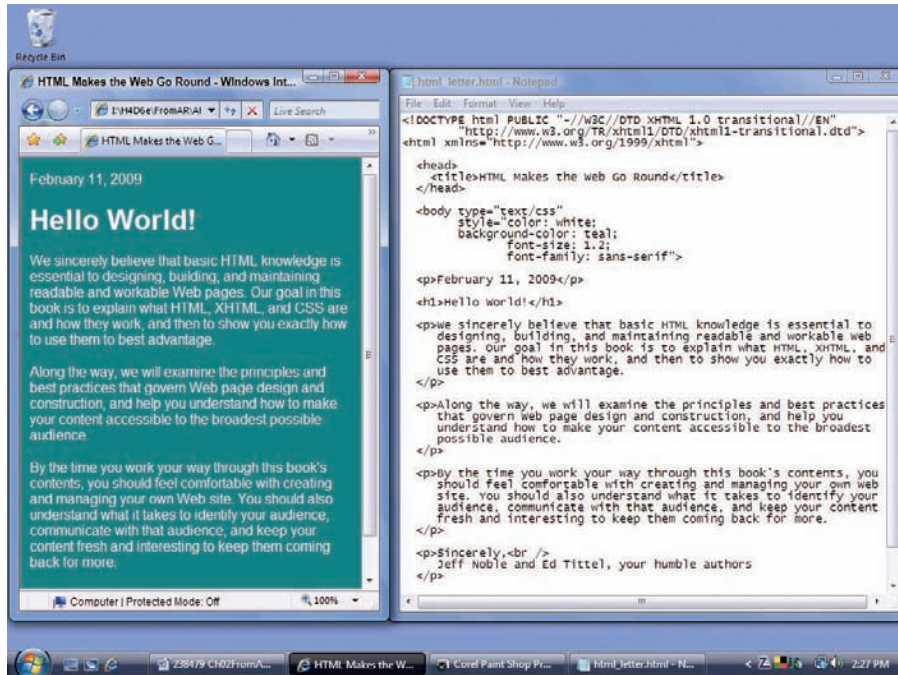 Recycle Bin
HTML Makes the Web Go Round - Windows Int...
I:\H4D6e\FromAR\Al
Live Search
HTML Makes the Web G...
»
February 11, 2009
Hello World!
We sincerely believe that basic HTML knowledge is
essential to designing, building, and maintaining
readable and workable Web pages. Our goal in this
book is to explain what HTML, XHTML, and CSS are
and how they work, and then to show you exactly how
to use them to best advantage.
Along the way, we will examine the principles and
best practices that govern Web page design and
construction, and help you understand how to make
your content accessible to the broadest possible
audience.
By the time you work your way through this book's
contents, you should feel comfortable with creating
and managing your own Web site. You should also
understand what it takes to identify your audience,
communicate with that audience, and keep your
content fresh and interesting to keep them coming
back for more.
Computer | Protected Mode: Off 100%
html_letter.html - Notepad
File Edit Format View Help
<!DOCTYPE html PUBLIC "-//W3C//DTD XHTML 1.0 transitional//EN"
"http://www.w3.org/TR/xhtml1/DTD/xhtml1-transitional.dtd">
<html xmlns="http://www.w3.org/1999/xhtml">
<head>
<title>HTML Makes the Web Go Round</title>
</head>
<body type="text/css"
style="color: white;
background-color: teal;
font-size: 1.2;
font-family: sans-serif">
<p>February 11, 2009</p>
<h1>Hello World!</h1>
<p>We sincerely believe that basic HTML knowledge is essential to
designing, building, and maintaining readable and workable Web
pages. Our goal in this book is to explain what HTML, XHTML, and
CSS are and how they work, and then to show you exactly how to
use them to best advantage.
</p>
<p>Along the way, we will examine the principles and best practices
that govern Web page design and construction, and help you
understand how to make your content accessible to the broadest
possible audience.
</p>
<p>By the time you work your way through this book's contents, you
should feel comfortable with creating and managing your own Web
site. You should also understand what it takes to identify your
audience, communicate with that audience, and keep your content
fresh and interesting to keep them coming back for more.
</p>
<p>Sincerely,<br />
Jeff Noble and Ed Tittel, your humble authors
</p>
238479 Ch02FromA... HTML Makes the W... Corel Paint Shop Pr... html_letter.html - N... 2:27 PM